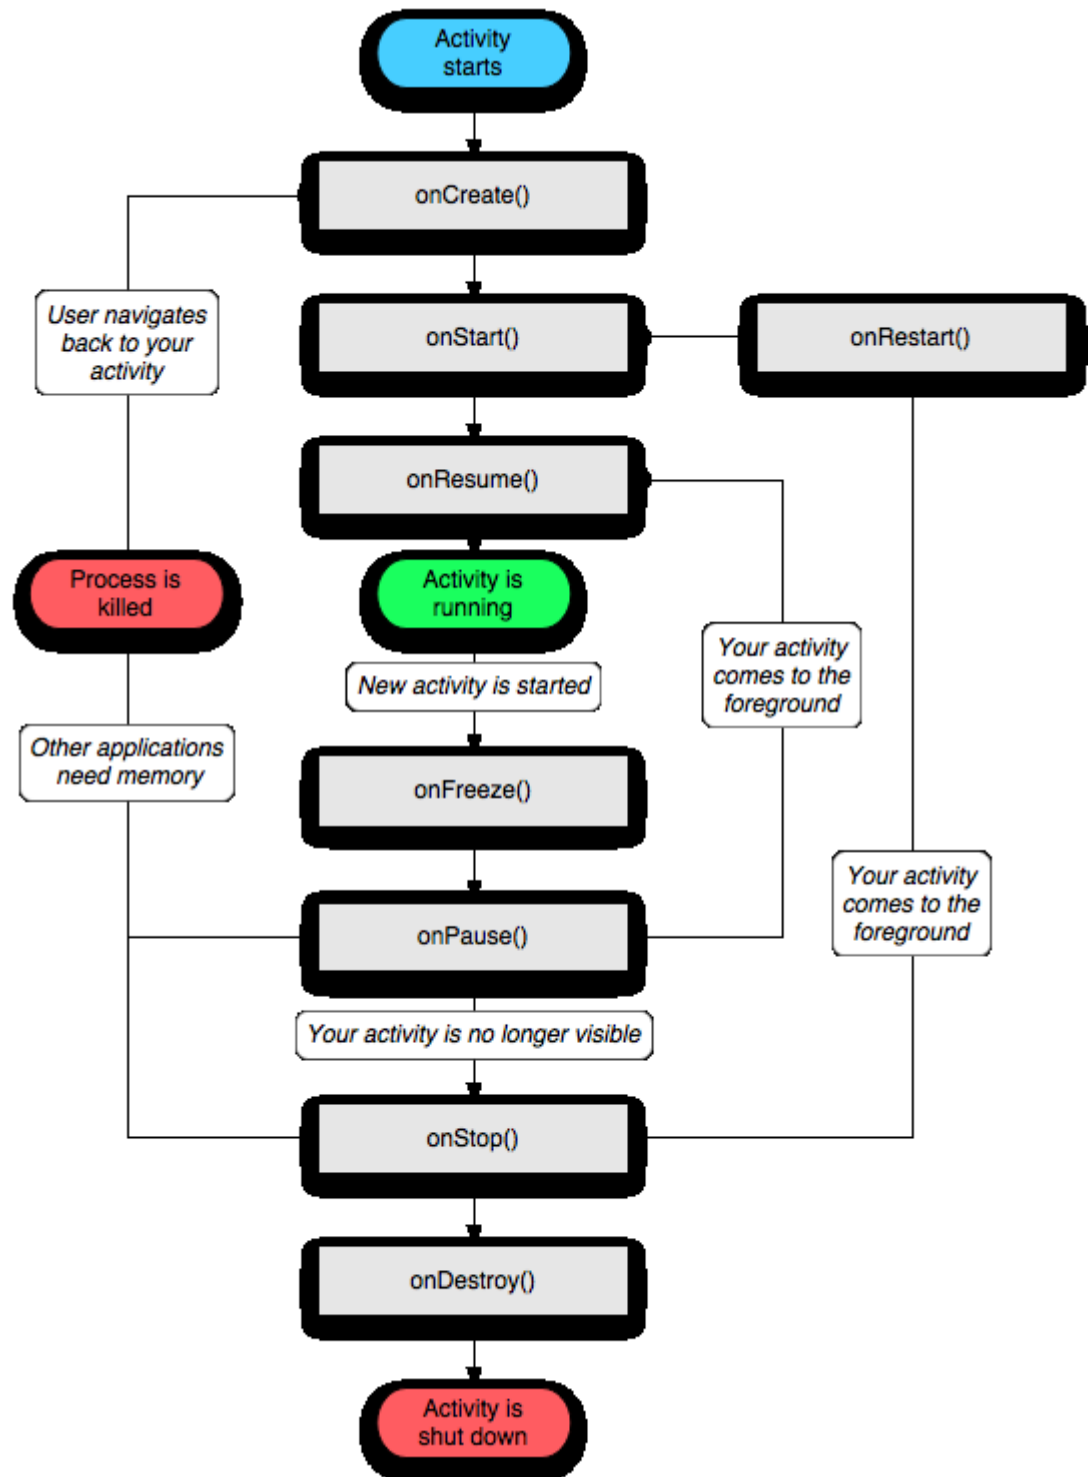 Activity
starts
onCreate()
User navigates
back to your
activity
onStart()
onRestart()
onResume()
Process is
killed
Activity is
running
Your activity
comes to the
foreground
New activity is started
Other applications
need memory
onFreeze()
Your activity
comes to the
foreground
onPause()
Your activity is no longer visible
onStop()
onDestroy()
Activity is
shut down